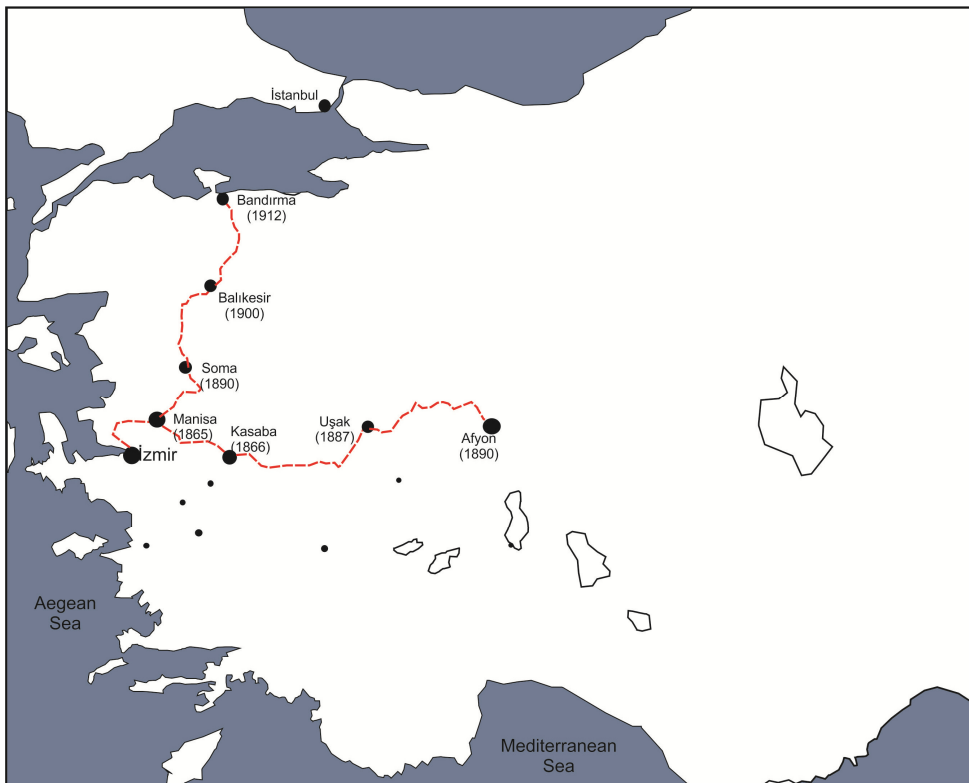 İstanbul
Bandırma
(1912)
Balıkesir
(1900)
Soma
(1890)
Manisa
(1865)
İzmir
Kasaba
(1866)
Uşak
(1887)
Afyon
(1890)
Aegean
Sea
Mediterranean
Sea